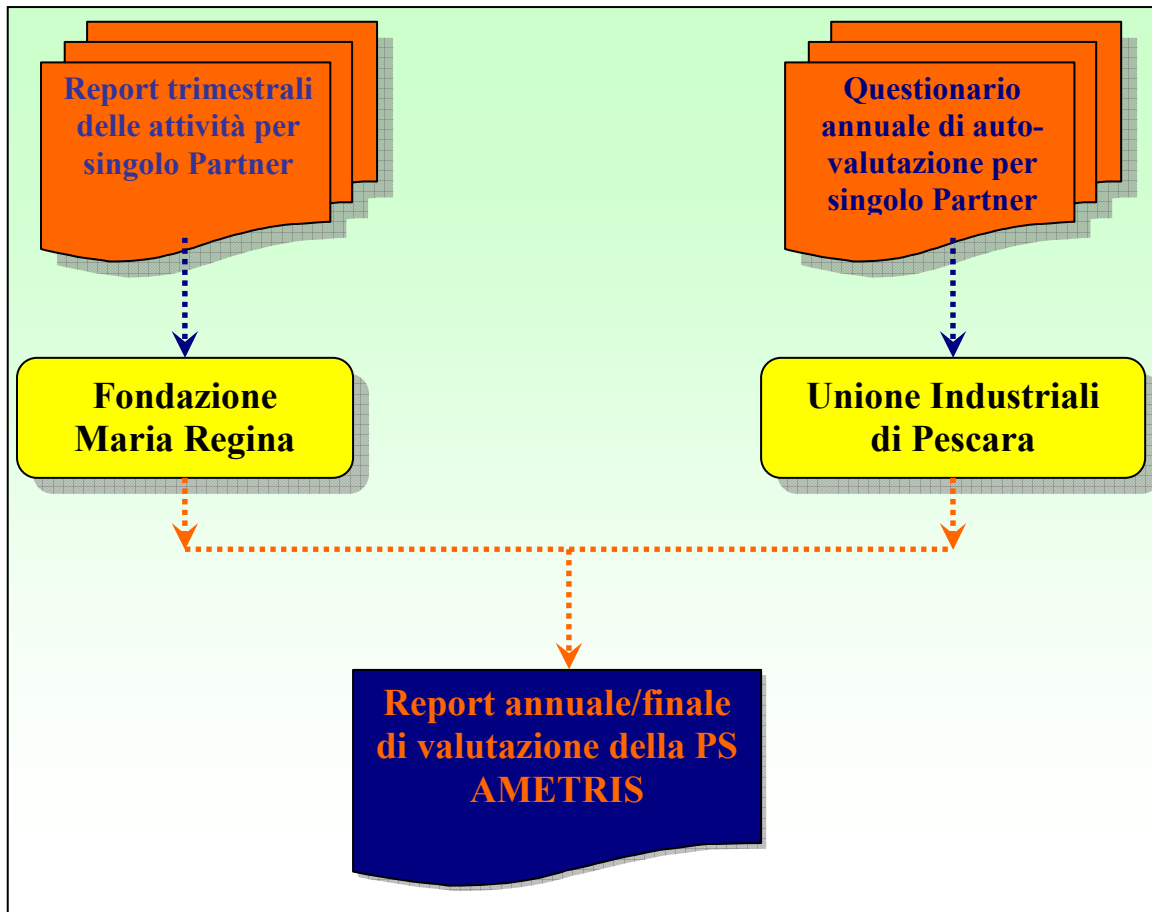 Report trimestrali
delle attività per
singolo Partner
Questionario
annuale di auto-
valutazione per
singolo Partner
Fondazione
Maria Regina
Unione Industriali
di Pescara
Report annuale/finale
di valutazione della PS
AMETRIS